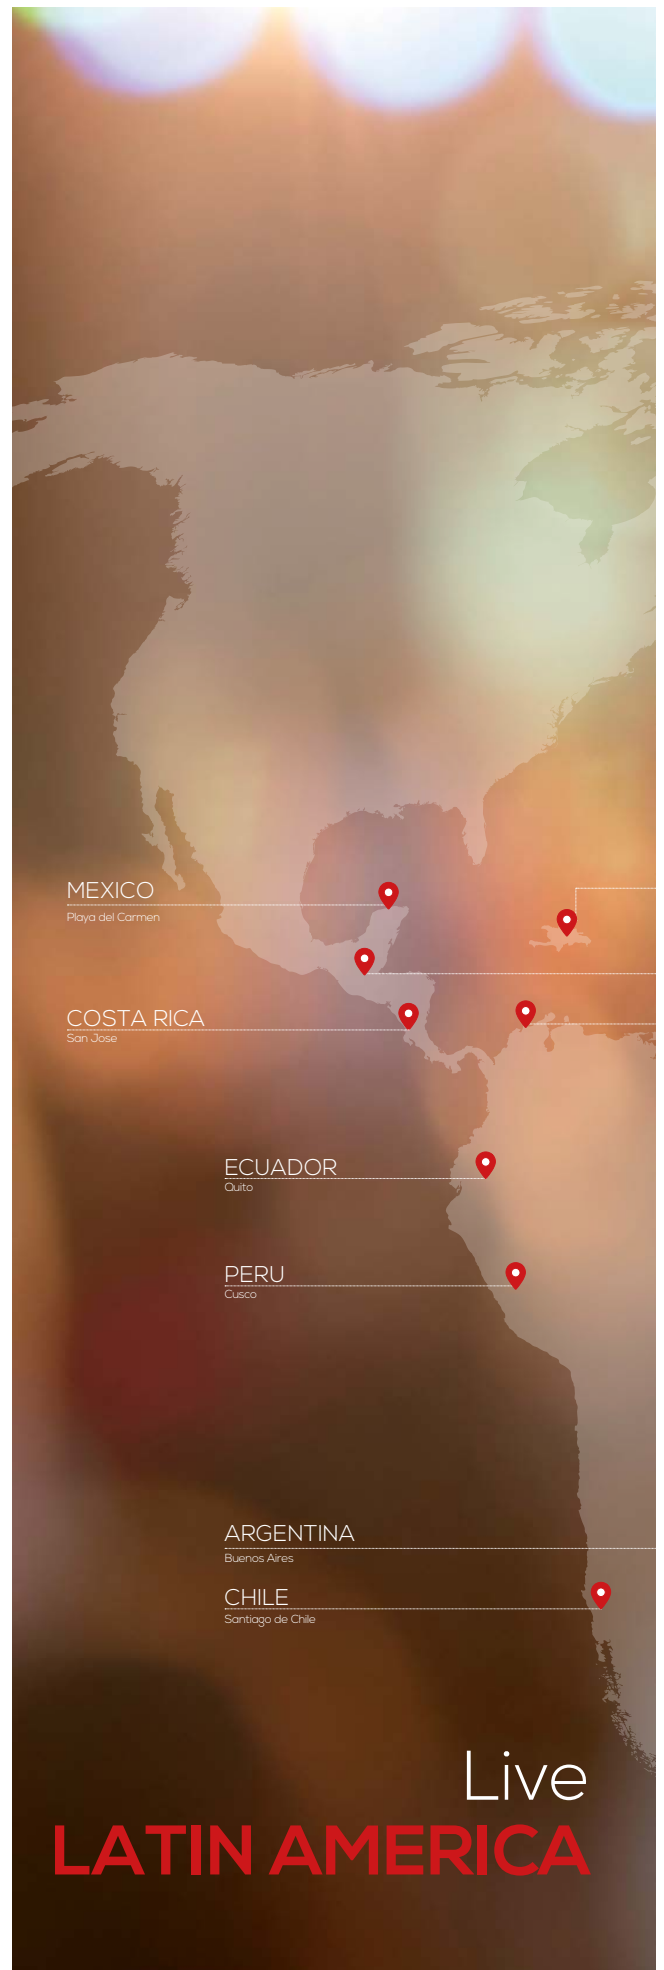 MEXICO
Playa del Carmen
COSTA RICA
San Jose
ECUADOR
Quito
PERU
Cusco
ARGENTINA
Buenos Aires
CHILE
Santiago de Chile
Live
LATIN AMERICA